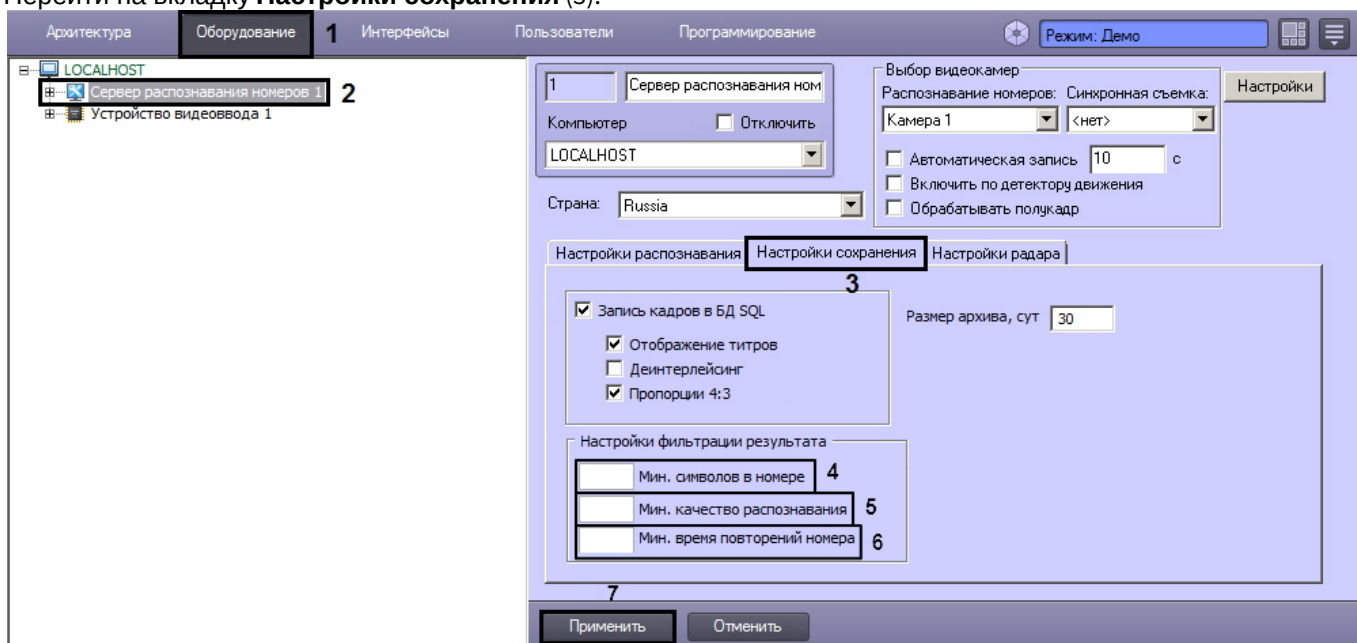 Перейти на вкладку Настройки сохранения (3).
Архитектура Оборудование 1 Интерфейсы Пользователи Программирование Режим: Демо
LOCALHOST
Сервер распознавания номеров 1 2
Устройство видеоввода 1
1 Сервер распознавания ном
Компьютер Отключить
LOCALHOST
Страна: Russia
Выбор видеокамер
Распознавание номеров: Синхронная съемка:
Камера 1 <нет>
Автоматическая запись 10 с
Включить по детектору движения
Обрабатывать полукадр
Настройки
Настройки распознавания Настройки сохранения Настройки радара
3
Запись кадров в БД SQL
Отображение титров
Деинтерлейсинг
Пропорции 4:3
Размер архива, сут 30
Настройки фильтрации результата
Мин. символов в номере 4
Мин. качество распознавания 5
Мин. время повторений номера 6
7
Применить Отменить